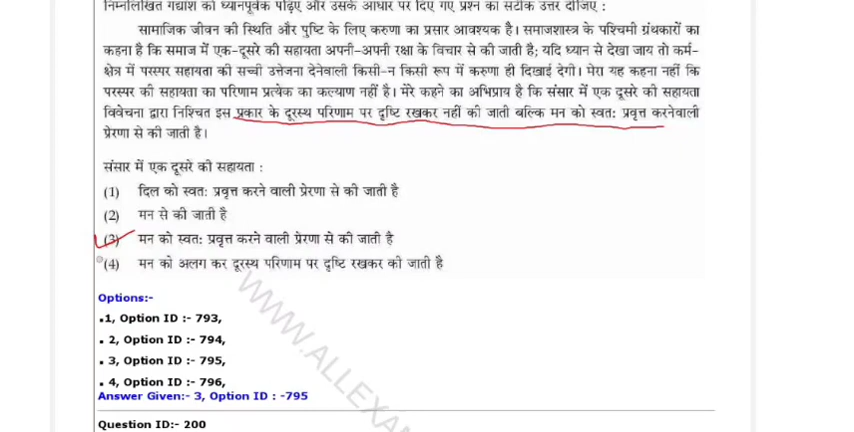 निम्नलिखित गद्यांश को ध्यानपूर्वक पढ़िए और उसके आधार पर दिए गए प्रश्न का सटीक उत्तर दीजिए :
सामाजिक जीवन की स्थिति और पुष्टि के लिए करुणा का प्रसार आवश्यक है। समाजशास्त्र के पश्चिमी ग्रंथकारों का
कहना है कि समाज में एक-दूसरे की सहायता अपनी-अपनी रक्षा के विचार से की जाती है; यदि ध्यान से देखा जाय तो कर्म-
क्षेत्र में परस्पर सहायता की सच्ची उत्तेजना देनेवाली किसी-न किसी रूप में करुणा ही दिखाई देगी। मेरा यह कहना नहीं कि
परस्पर की सहायता का परिणाम प्रत्येक का कल्याण नहीं है। मेरे कहने का अभिप्राय है कि संसार में एक दूसरे की सहायता
विवेचना द्वारा निश्चित इस प्रकार के दूरस्थ परिणाम पर दृष्टि रखकर नहीं की जाती बल्कि मन को स्वत: प्रवृत्त करनेवाली
प्रेरणा से की जाती है।
संसार में एक दूसरे की सहायता :
(1) दिल को स्वत: प्रवृत्त करने वाली प्रेरणा से की जाती है
(2) मन से की जाती है
(3) मन को स्वत: प्रवृत्त करने वाली प्रेरणा से की जाती है
(4) मन को अलग कर दूरस्थ परिणाम पर दृष्टि रखकर की जाती है
Options:-
1, Option ID :- 793,
2, Option ID :- 794,
3, Option ID :- 795,
4, Option ID :- 796,
Answer Given:- 3, Option ID : -795
Question ID:- 200
WWW.ALLEXA